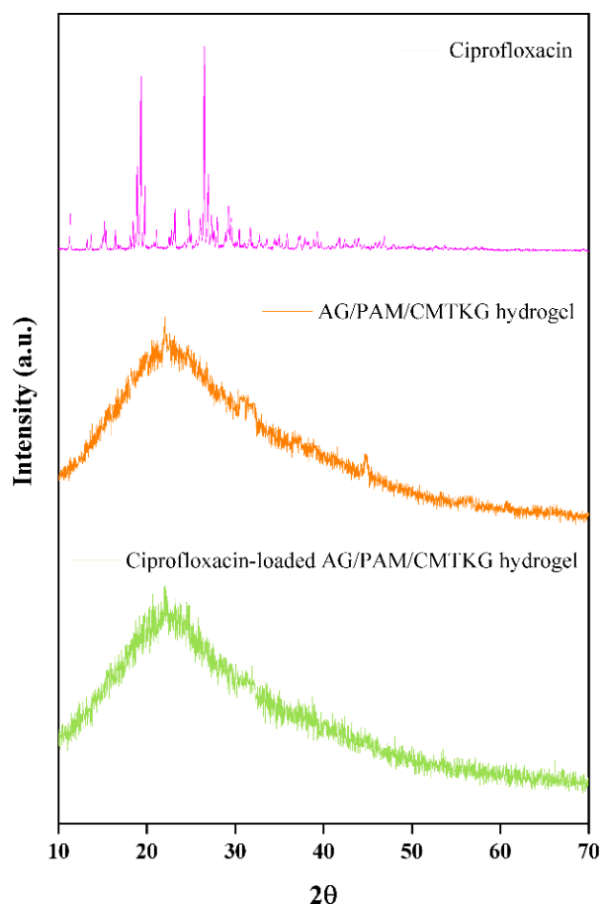 Ciprofloxacin
AG/PAM/CMTKG hydrogel
Ciprofloxacin-loaded AG/PAM/CMTKG hydrogel
Intensity (a.u.)
10 20 30 40 50 60 70
2θ